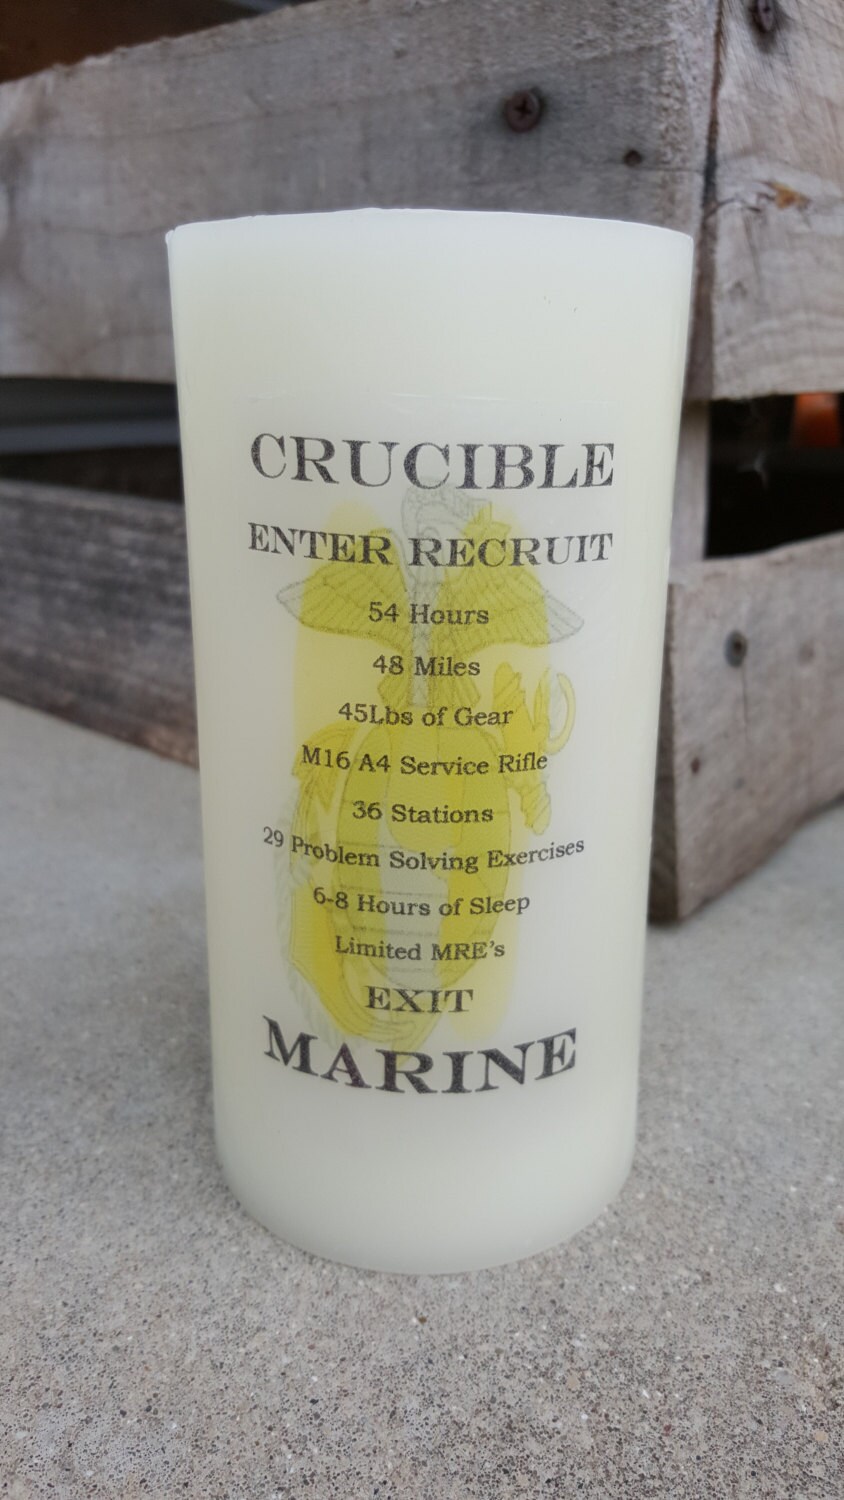 CRUCIBLE
ENTER RECRUIT
54 Hours
48 Miles
45Lbs of Gear
M16 A4 Service Rifle
36 Stations
29 Problem Solving Exercises
6-8 Hours of Sleep
Limited MRE's
EXIT
MARINE